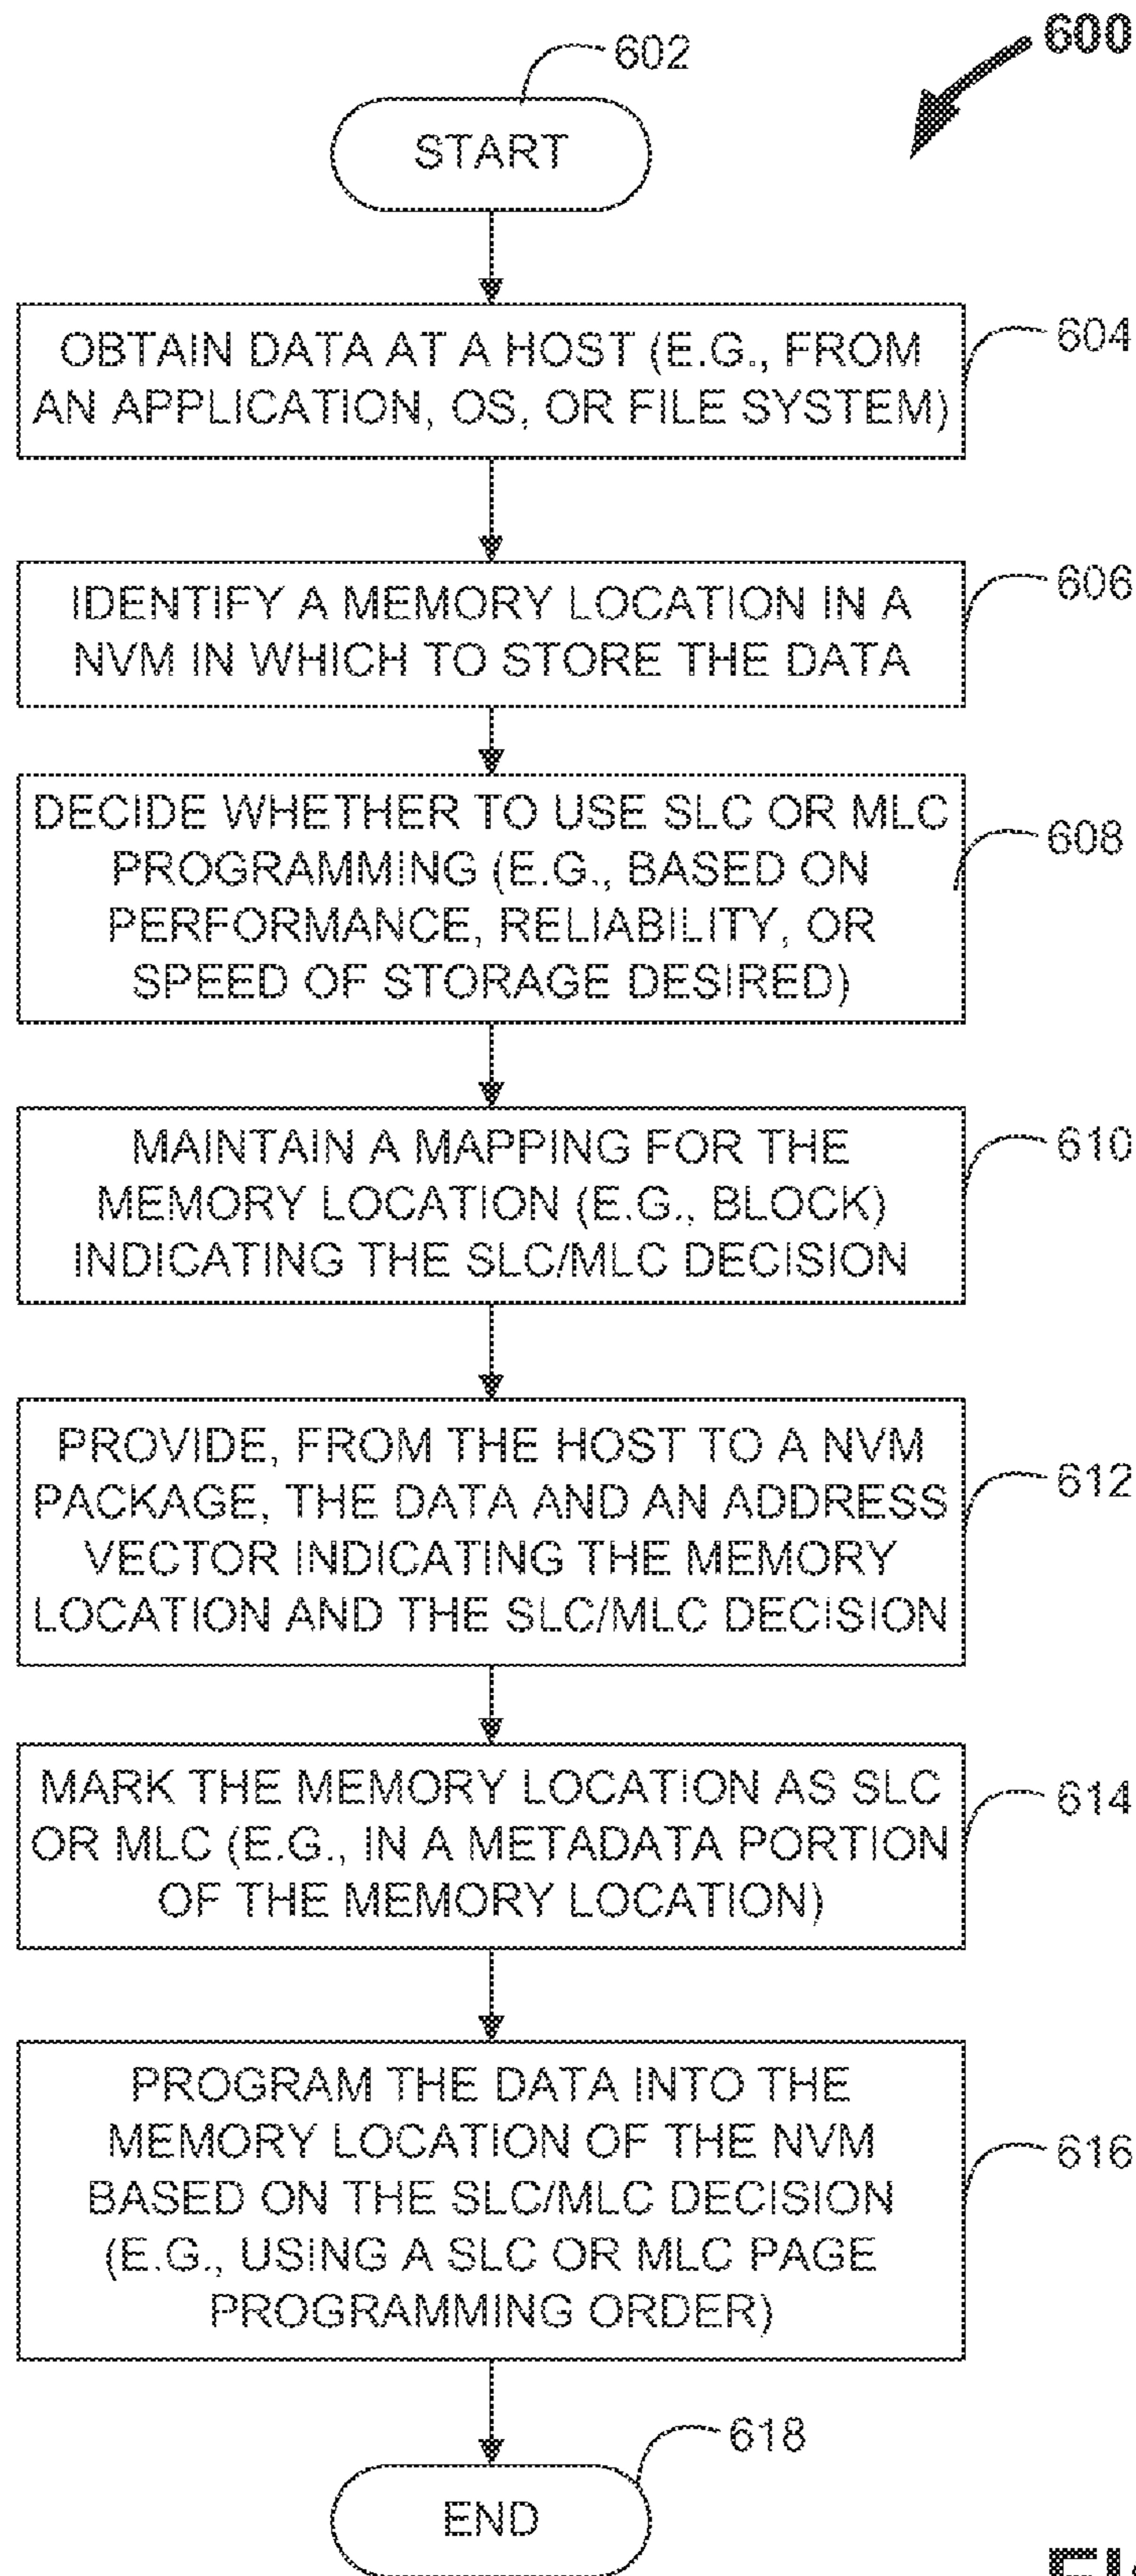 600
602
START
604
OBTAIN DATA AT A HOST (E.G., FROM
AN APPLICATION, OS, OR FILE SYSTEM)
606
IDENTIFY A MEMORY LOCATION IN A
NVM IN WHICH TO STORE THE DATA
608
DECIDE WHETHER TO USE SLC OR MLC
PROGRAMMING (E.G., BASED ON
PERFORMANCE, RELIABILITY, OR
SPEED OF STORAGE DESIRED)
610
MAINTAIN A MAPPING FOR THE
MEMORY LOCATION (E.G., BLOCK)
INDICATING THE SLC/MLC DECISION
612
PROVIDE, FROM THE HOST TO A NVM
PACKAGE, THE DATA AND AN ADDRESS
VECTOR INDICATING THE MEMORY
LOCATION AND THE SLC/MLC DECISION
614
MARK THE MEMORY LOCATION AS SLC
OR MLC (E.G., IN A METADATA PORTION
OF THE MEMORY LOCATION)
616
PROGRAM THE DATA INTO THE
MEMORY LOCATION OF THE NVM
BASED ON THE SLC/MLC DECISION
(E.G., USING A SLC OR MLC PAGE
PROGRAMMING ORDER)
618
END